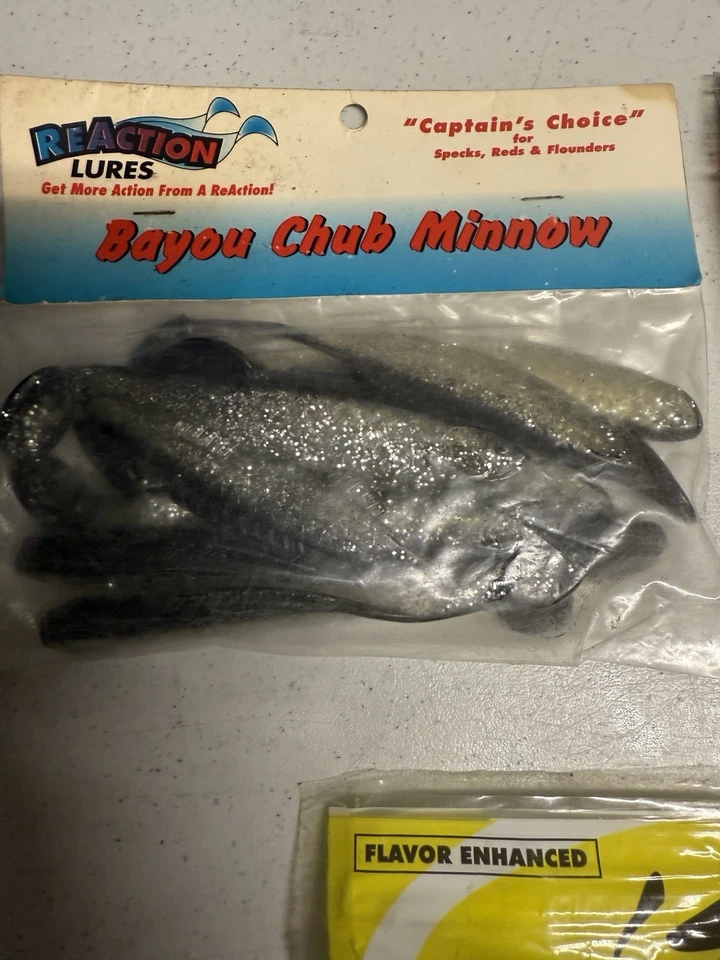 REACTION
LURES
Get More Action From A ReAction!
"Captain's Choice"
for
Specks, Reds & Flounders
Bayou Chub Minnow
FLAVOR ENHANCED